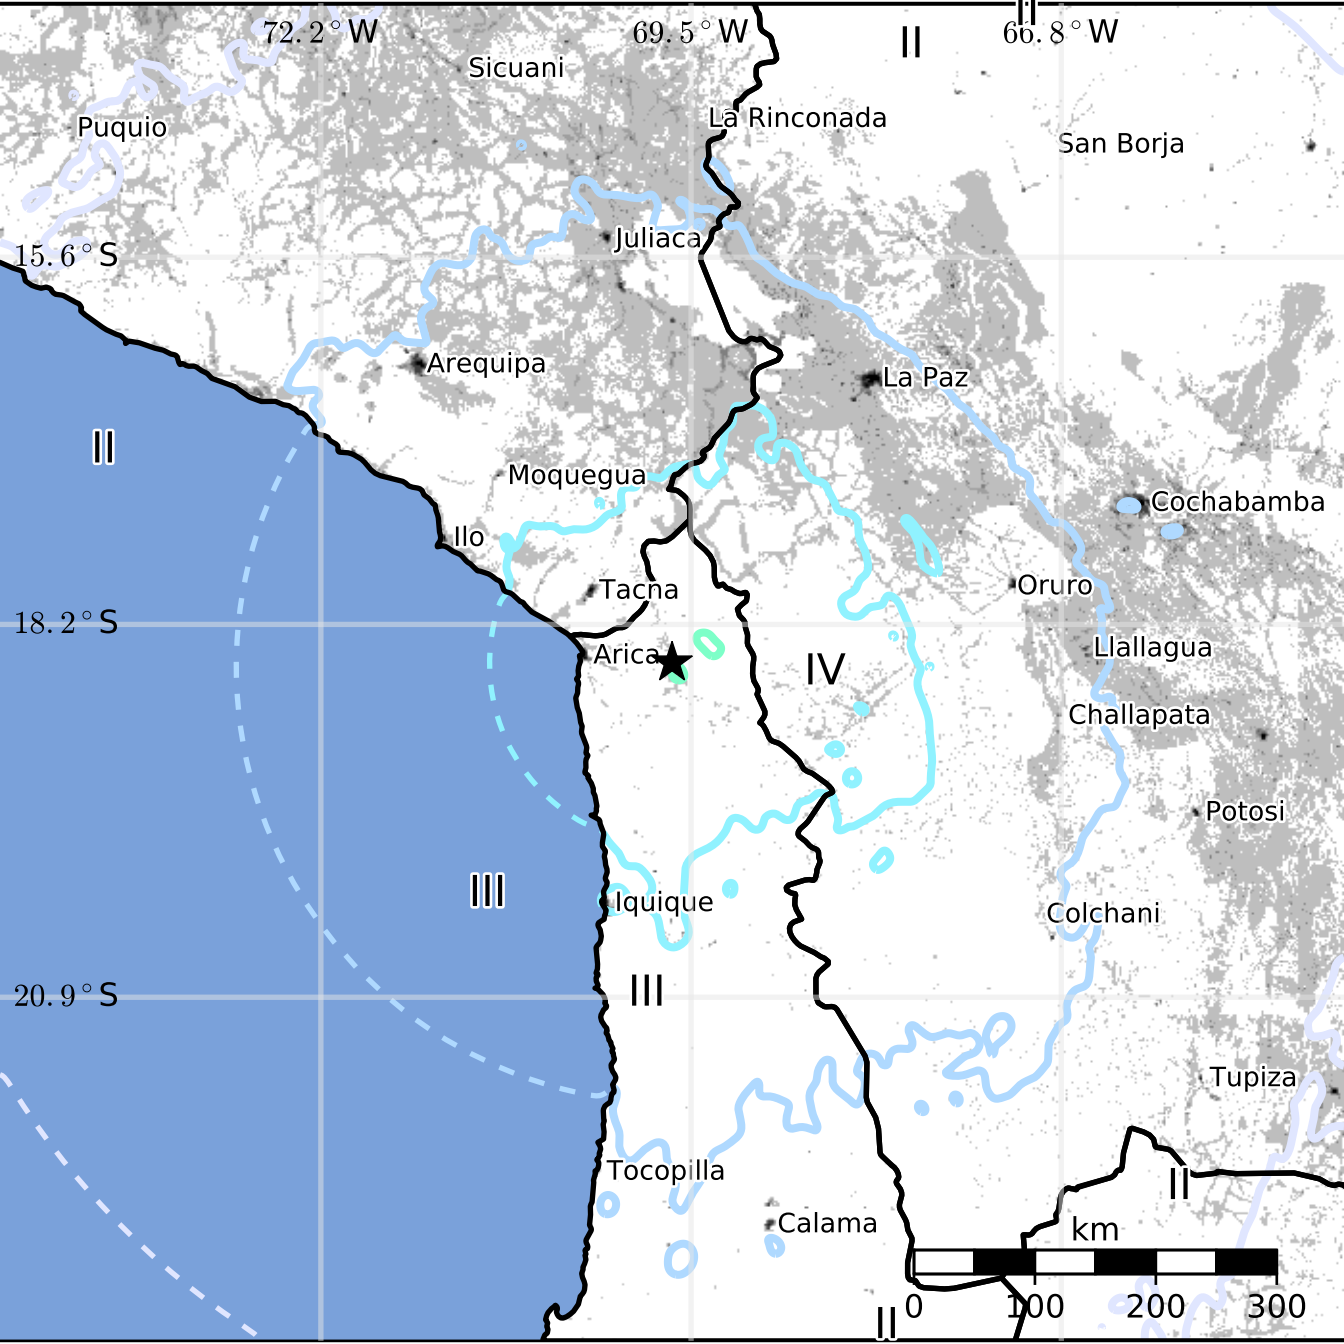 II
72.2°W
69.5°W
66.8°W
II
Sicuani
La Rinconada
Puquio
San Borja
Juliaca
15.6°S
Arequipa
La Paz
II
Moquegua
Cochabamba
Ilo
Tacna
Oruro
18.2°S
Arica
IV
Llallagua
Challapata
Potosi
III
Iquique
Colchani
III
20.9°S
Tupiza
Tocopilla
II
Calama
km
0
100
200
300
II